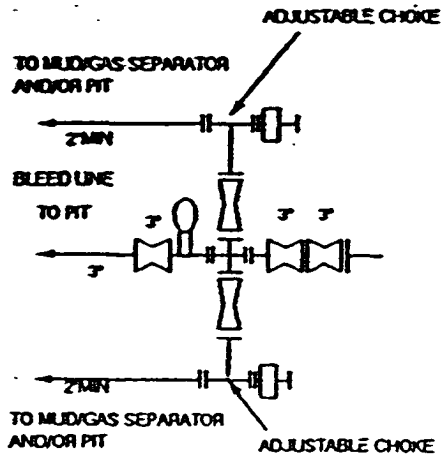 ADJUSTABLE CHOKE
TO MUD/GAS SEPARATOR
AND/OR PIT
2"MIN
BLEED LINE
TO PIT
3"
3"
3"
3"
2"MIN
TO MUD/GAS SEPARATOR
AND/OR PIT
ADJUSTABLE CHOKE